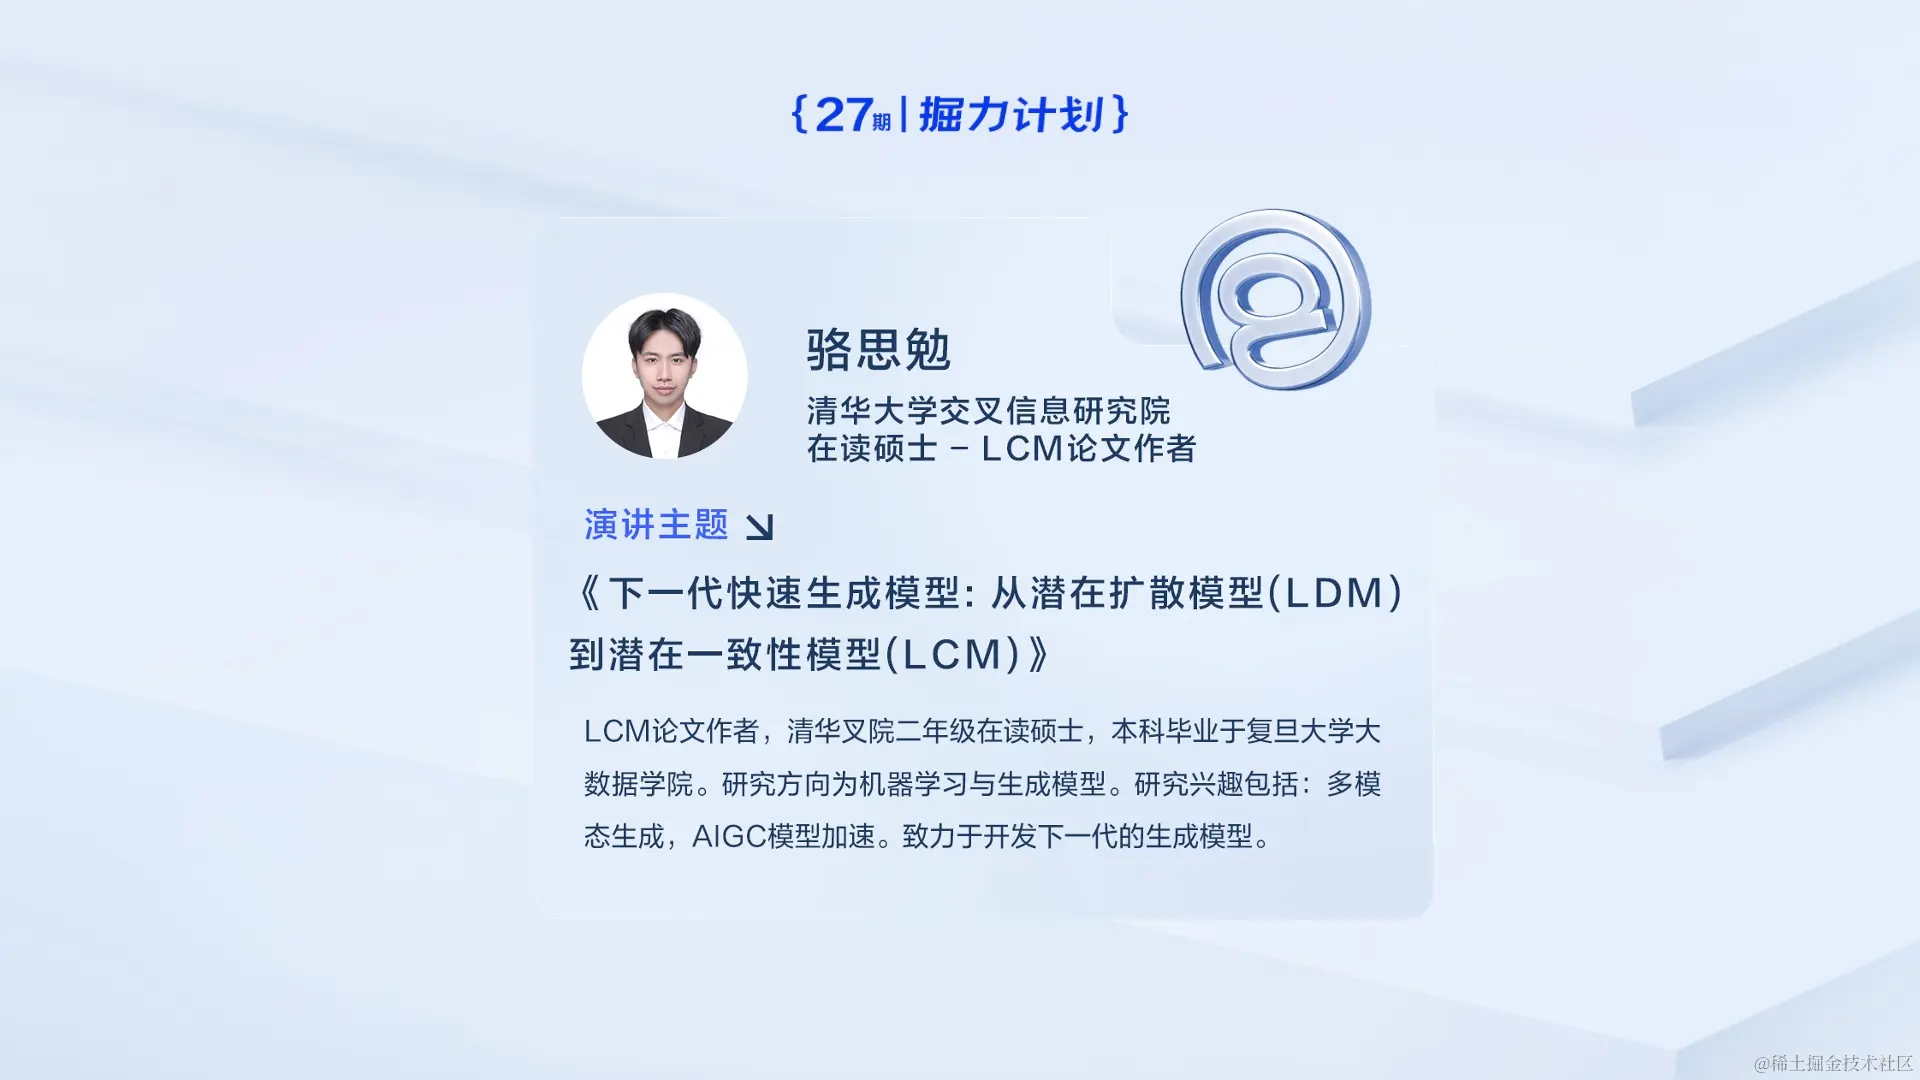 {27期|掘力计划}
骆思勉
清华大学交叉信息研究院
在读硕士 – LCM论文作者
演讲主题
《下一代快速生成模型: 从潜在扩散模型(LDM)
到潜在一致性模型(LCM)》
LCM论文作者，清华叉院二年级在读硕士，本科毕业于复旦大学大
数据学院。研究方向为机器学习与生成模型。研究兴趣包括：多模
态生成，AIGC模型加速。致力于开发下一代的生成模型。
@稀土掘金技术社区